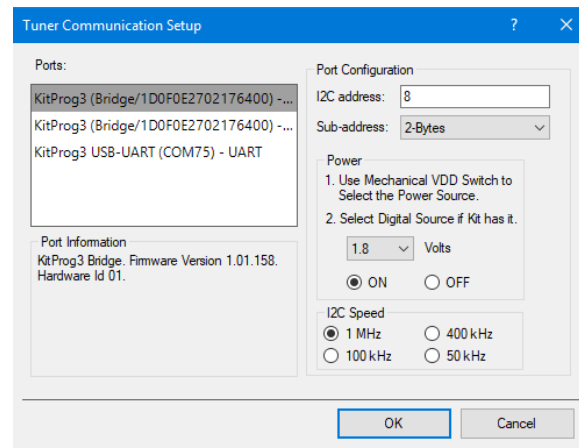 Tuner Communication Setup
Ports:
KitProg3 (Bridge/1D0F0E2702176400) -...
KitProg3 (Bridge/1D0F0E2702176400) -...
KitProg3 USB-UART (COM75) - UART
Port Information
KitProg3 Bridge. Firmware Version 1.01.158.
Hardware Id 01.
Port Configuration
I2C address: 8
Sub-address: 2-Bytes
Power
1. Use Mechanical VDD Switch to
Select the Power Source.
2. Select Digital Source if Kit has it.
1.8 Volts
ON OFF
I2C Speed
1 MHz 400 kHz
100 kHz 50 kHz
OK Cancel